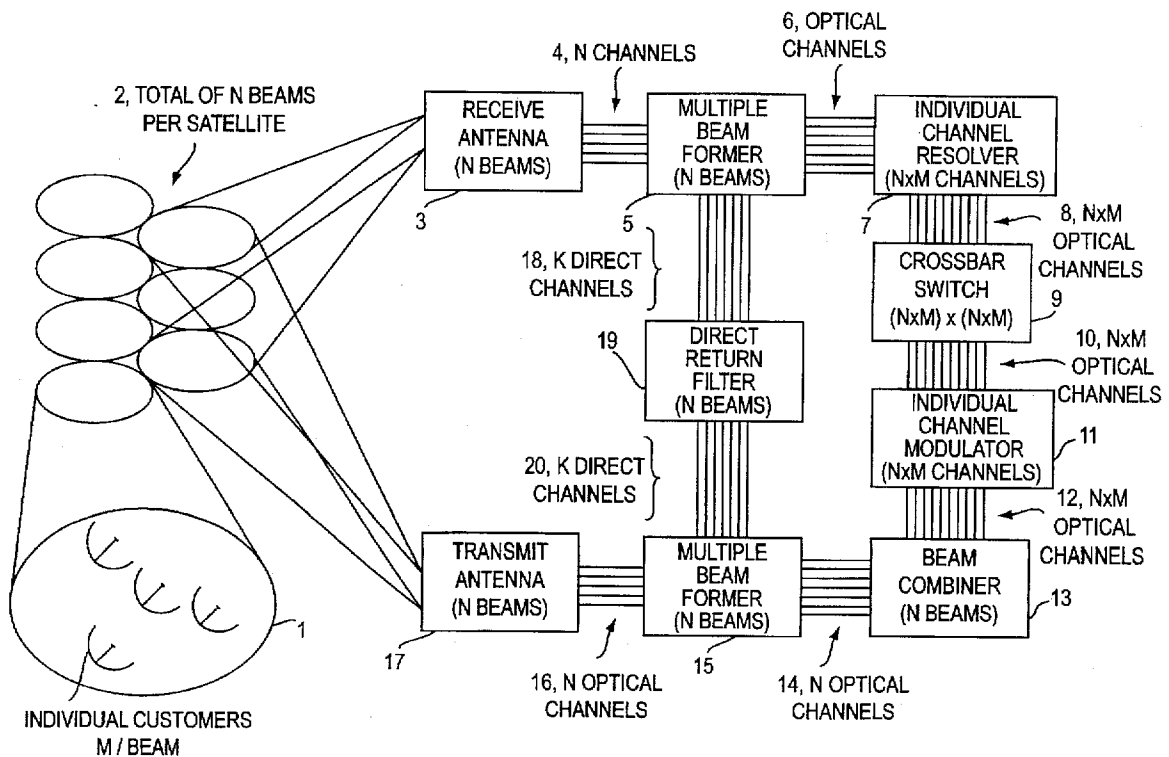 6, OPTICAL
CHANNELS
4, N CHANNELS
2, TOTAL OF N BEAMS
PER SATELLITE
RECEIVE
ANTENNA
(N BEAMS)
3
MULTIPLE
BEAM
FORMER
(N BEAMS)
5
INDIVIDUAL
CHANNEL
RESOLVER
(NxM CHANNELS)
7
8, NxM
OPTICAL
CHANNELS
18, K DIRECT
CHANNELS
CROSSBAR
SWITCH
(NxM) x (NxM)
9
19
DIRECT
RETURN
FILTER
(N BEAMS)
10, NxM
OPTICAL
CHANNELS
INDIVIDUAL
CHANNEL
MODULATOR
(NxM CHANNELS)
11
20, K DIRECT
CHANNELS
12, NxM
OPTICAL
CHANNELS
TRANSMIT
ANTENNA
(N BEAMS)
17
MULTIPLE
BEAM
FORMER
(N BEAMS)
15
BEAM
COMBINER
(N BEAMS)
13
1
16, N OPTICAL
CHANNELS
14, N OPTICAL
CHANNELS
INDIVIDUAL CUSTOMERS
M / BEAM